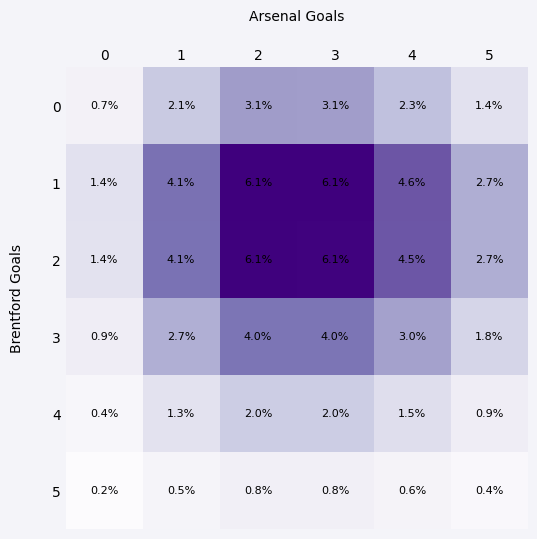 Arsenal Goals
0 1 2 3 4 5
0 0.7% 2.1% 3.1% 3.1% 2.3% 1.4%
1 1.4% 4.1% 6.1% 6.1% 4.6% 2.7%
2 1.4% 4.1% 6.1% 6.1% 4.5% 2.7%
3 0.9% 2.7% 4.0% 4.0% 3.0% 1.8%
4 0.4% 1.3% 2.0% 2.0% 1.5% 0.9%
5 0.2% 0.5% 0.8% 0.8% 0.6% 0.4%
Brentford Goals